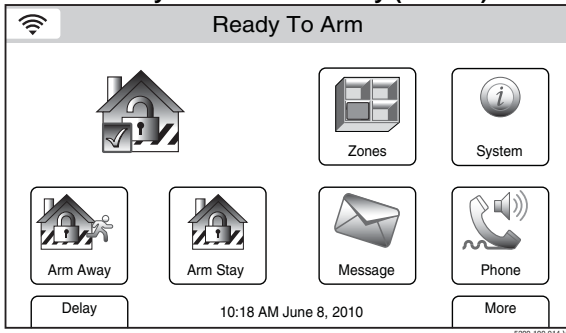 Ready To Arm
Zones
System
Arm Away
Arm Stay
Message
Phone
Delay
10:18 AM June 8, 2010
More